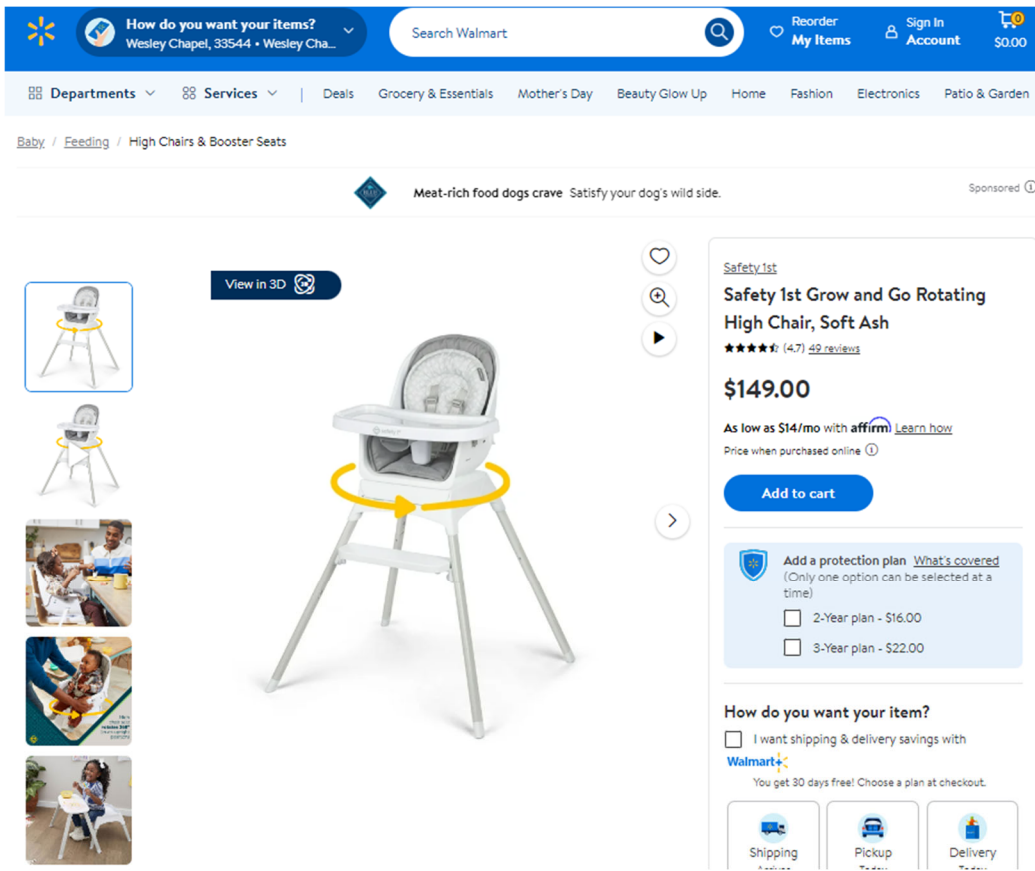 How do you want your items?
Wesley Chapel, 33544 • Wesley Cha...
Search Walmart
Reorder
My Items
Sign In
Account
0
$0.00
Departments
Services
Deals
Grocery & Essentials
Mother's Day
Beauty Glow Up
Home
Fashion
Electronics
Patio & Garden
Baby / Feeding / High Chairs & Booster Seats
Meat-rich food dogs crave Satisfy your dog's wild side.
Sponsored
View in 3D
Safety 1st
Safety 1st Grow and Go Rotating
High Chair, Soft Ash
(4.7) 49 reviews
$149.00
As low as $14/mo with affirm Learn how
Price when purchased online
Add to cart
Add a protection plan What's covered
(Only one option can be selected at a
time)
2-Year plan - $16.00
3-Year plan - $22.00
How do you want your item?
I want shipping & delivery savings with
Walmart+
You get 30 days free! Choose a plan at checkout.
Shipping
Pickup
Delivery